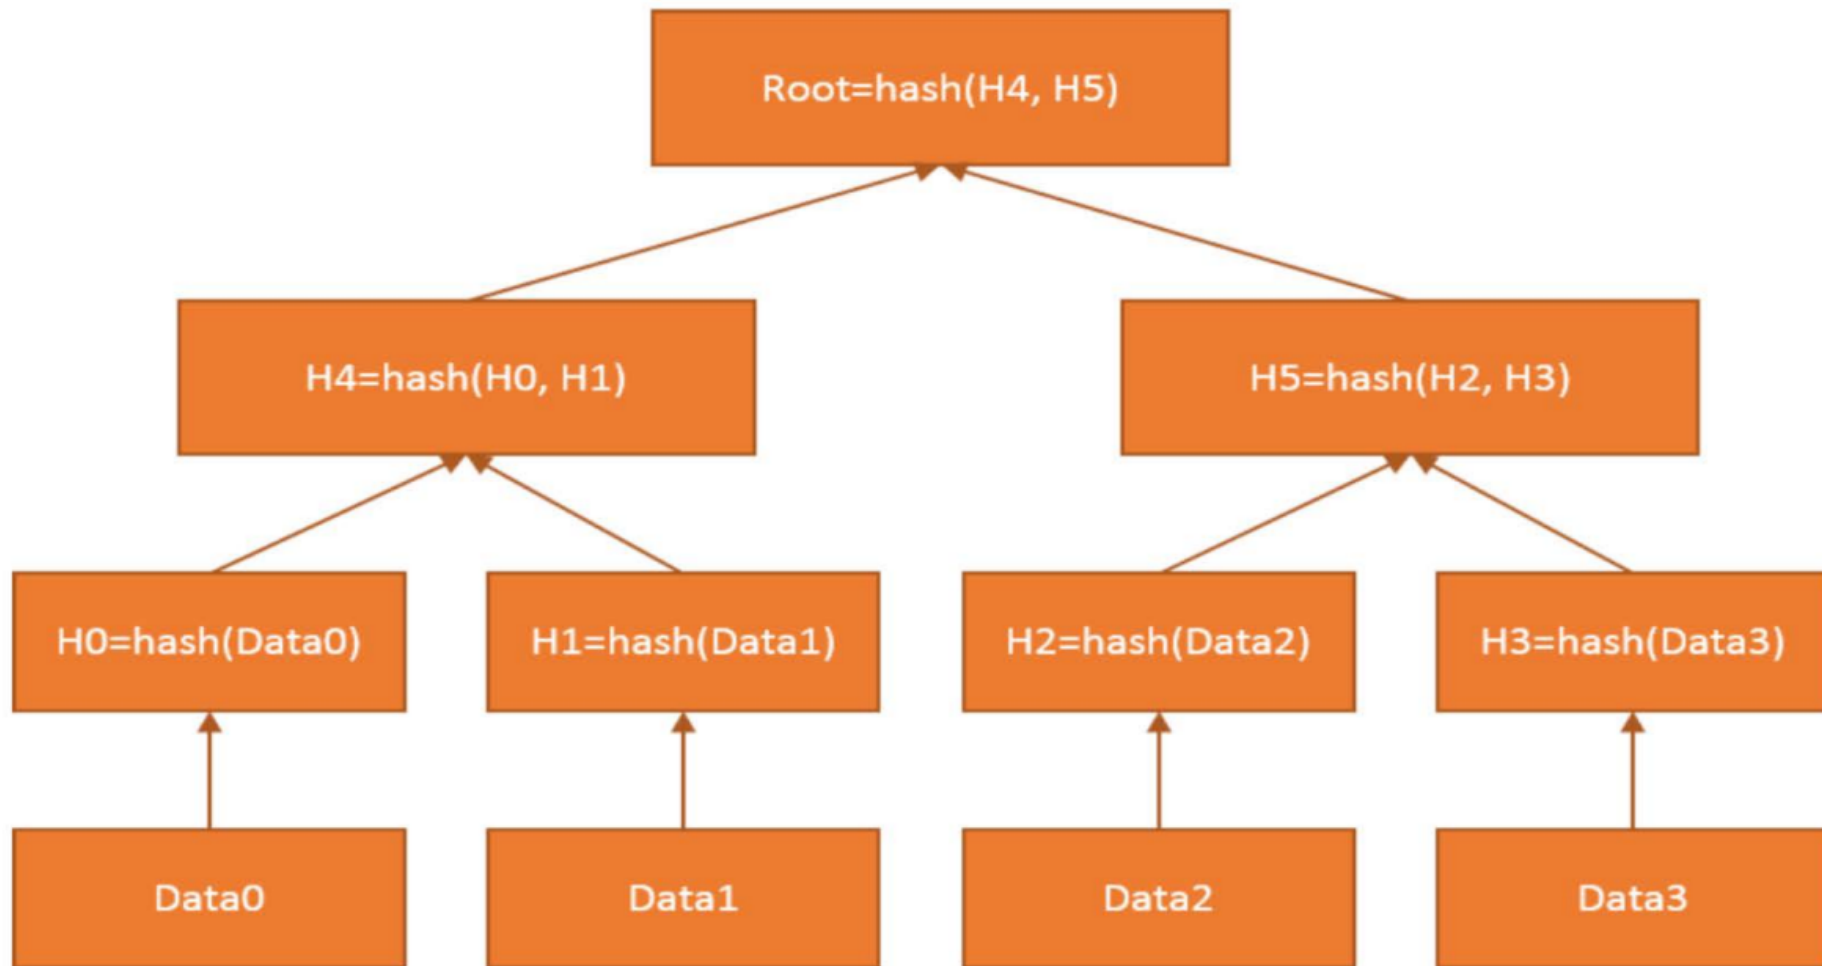 Root=hash(H4, H5)
H4=hash(H0, H1)
H5=hash(H2, H3)
H0=hash(Data0)
H1=hash(Data1)
H2=hash(Data2)
H3=hash(Data3)
Data0
Data1
Data2
Data3